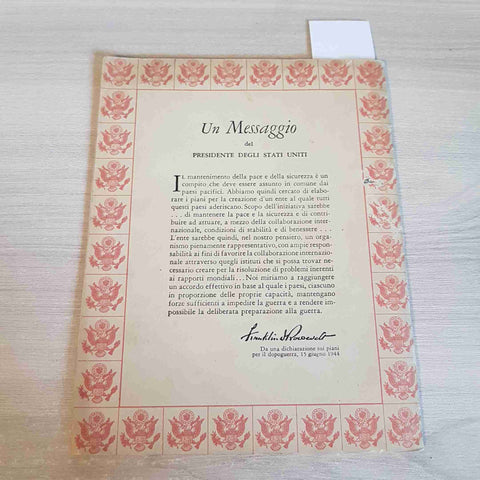 Un Messaggio
del
PRESIDENTE DEGLI STATI UNITI
IL mantenimento della pace e della sicurezza è un
compito che deve essere assunto in comune dai
paesi pacifici. Abbiamo quindi cercato di elabo-
rare i piani per la creazione d'un ente al quale tutti
questi paesi aderiscano. Scopo dell'iniziativa sarebbe
. . . di mantenere la pace e la sicurezza e di contri-
buire ad attuare, a mezzo della collaborazione inter-
nazionale, condizioni di stabilità e di benessere . . .
L'ente sarebbe quindi, nel nostro pensiero, un orga-
nismo pienamente rappresentativo, con ampie responsa-
bilità ai fini di favorire la collaborazione internazio-
nale attraverso quegli istituti che si possa trovar ne-
cessario creare per la risoluzione di problemi inerenti
ai rapporti mondiali . . . Noi miriamo a raggiungere
un accordo effettivo in base al quale i paesi, ciascuno
in proporzione delle proprie capacità, mantengano
forze sufficienti a impedire la guerra e a rendere im-
possibile la deliberata preparazione alla guerra.
Franklin D Roosevelt
Da una dichiarazione sui piani
per il dopoguerra, 15 giugno 1944